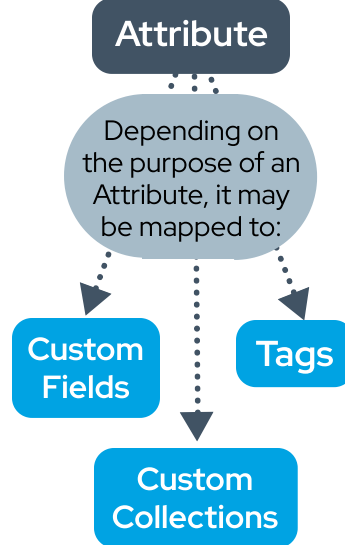 Attribute
Depending on
the purpose of an
Attribute, it may
be mapped to:
Custom
Fields
Tags
Custom
Collections